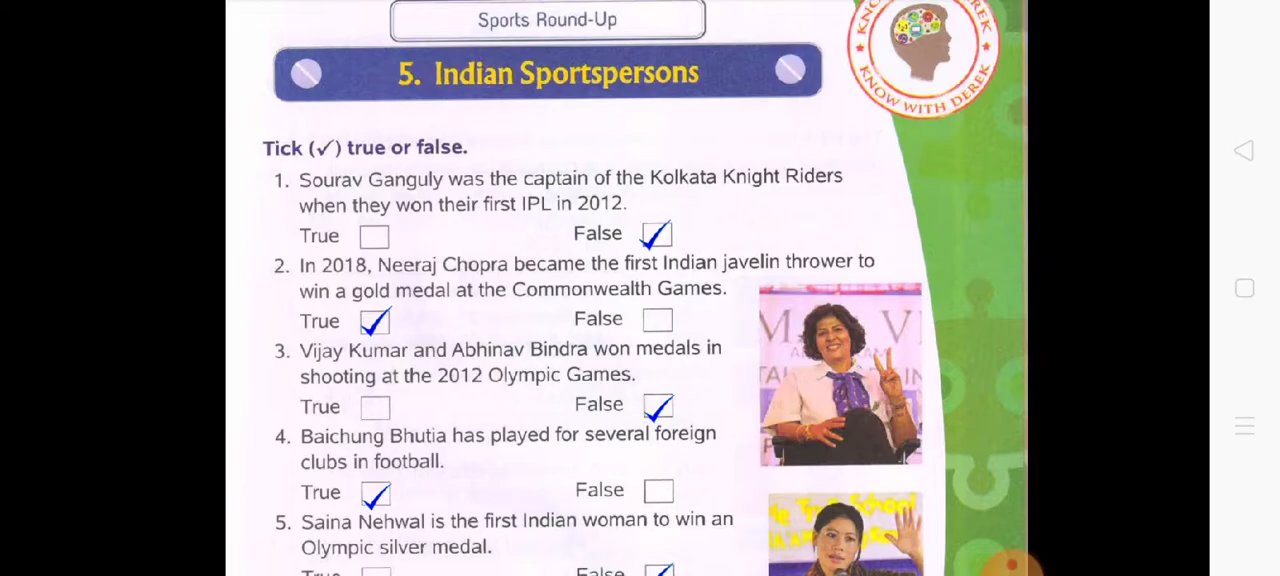 Sports Round-Up
5. Indian Sportspersons
KNOW WITH DEREK
Tick (✓) true or false.
1. Sourav Ganguly was the captain of the Kolkata Knight Riders
when they won their first IPL in 2012.
True False
2. In 2018, Neeraj Chopra became the first Indian javelin thrower to
win a gold medal at the Commonwealth Games.
True False
3. Vijay Kumar and Abhinav Bindra won medals in
shooting at the 2012 Olympic Games.
True False
4. Baichung Bhutia has played for several foreign
clubs in football.
True False
5. Saina Nehwal is the first Indian woman to win an
Olympic silver medal.
True False